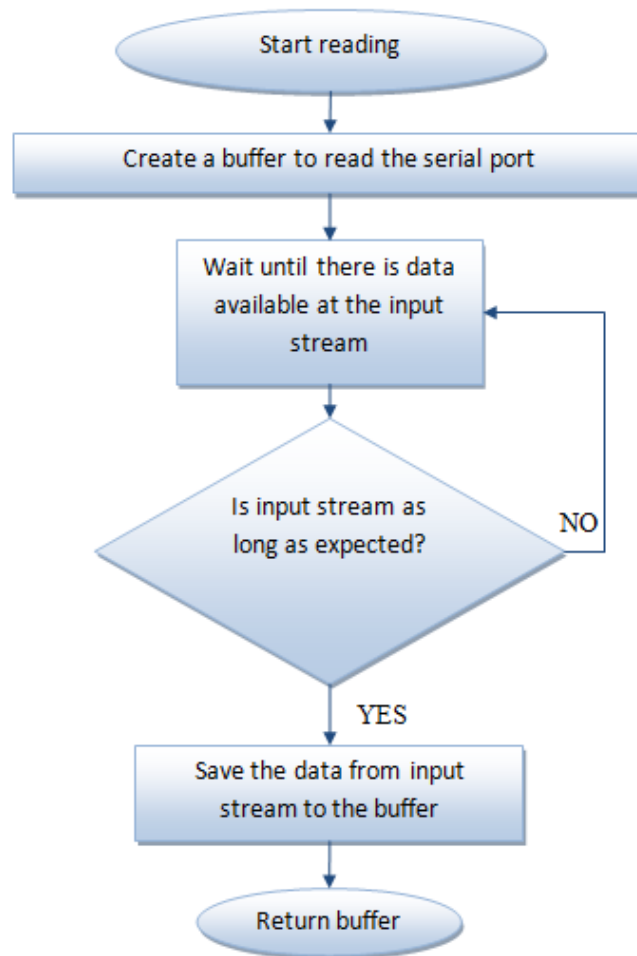 Start reading
Create a buffer to read the serial port
Wait until there is data
available at the input
stream
Is input stream as
long as expected?
NO
YES
Save the data from input
stream to the buffer
Return buffer